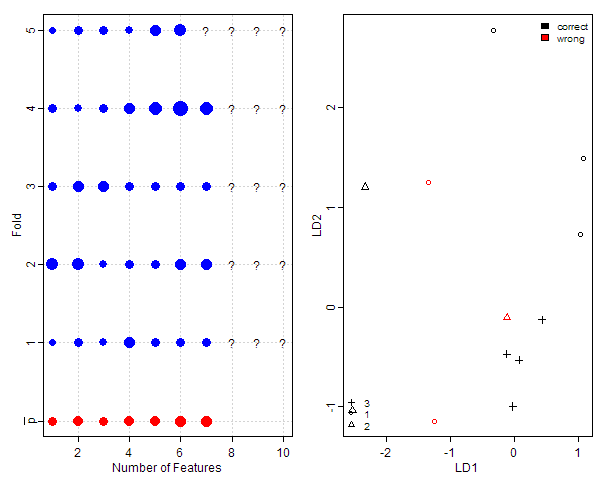 5 ? ? ? ?
4 ? ? ?
3 ? ? ?
2 ? ? ?
1 ? ? ?
p̅
Fold
2 4 6 8 10
Number of Features
correct
wrong
2
1
0
-1
LD2
3
1
2
-2 -1 0 1
LD1